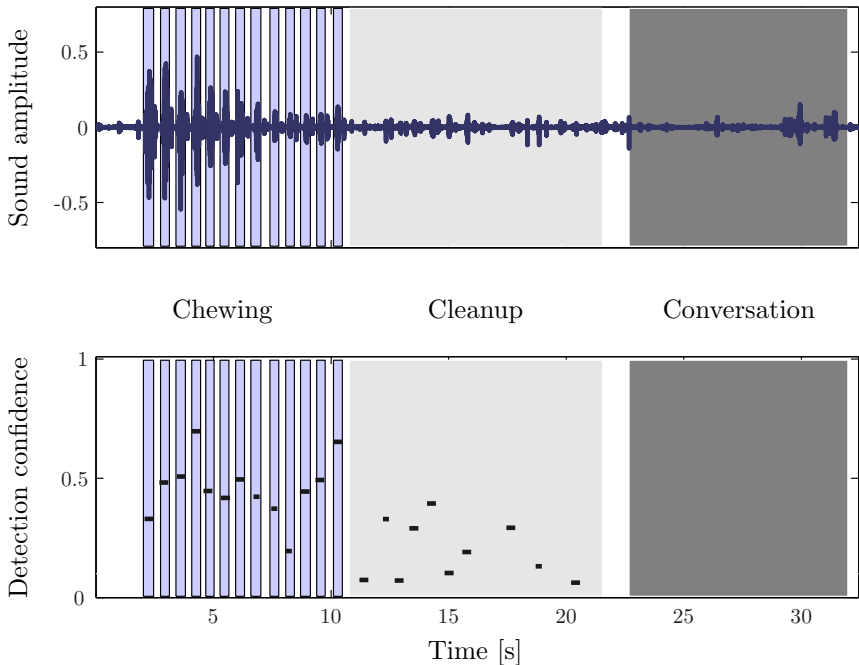 Sound amplitude
0.5
0
-0.5
Chewing Cleanup Conversation
Detection confidence
1
0.5
0
5 10 15 20 25 30
Time [s]